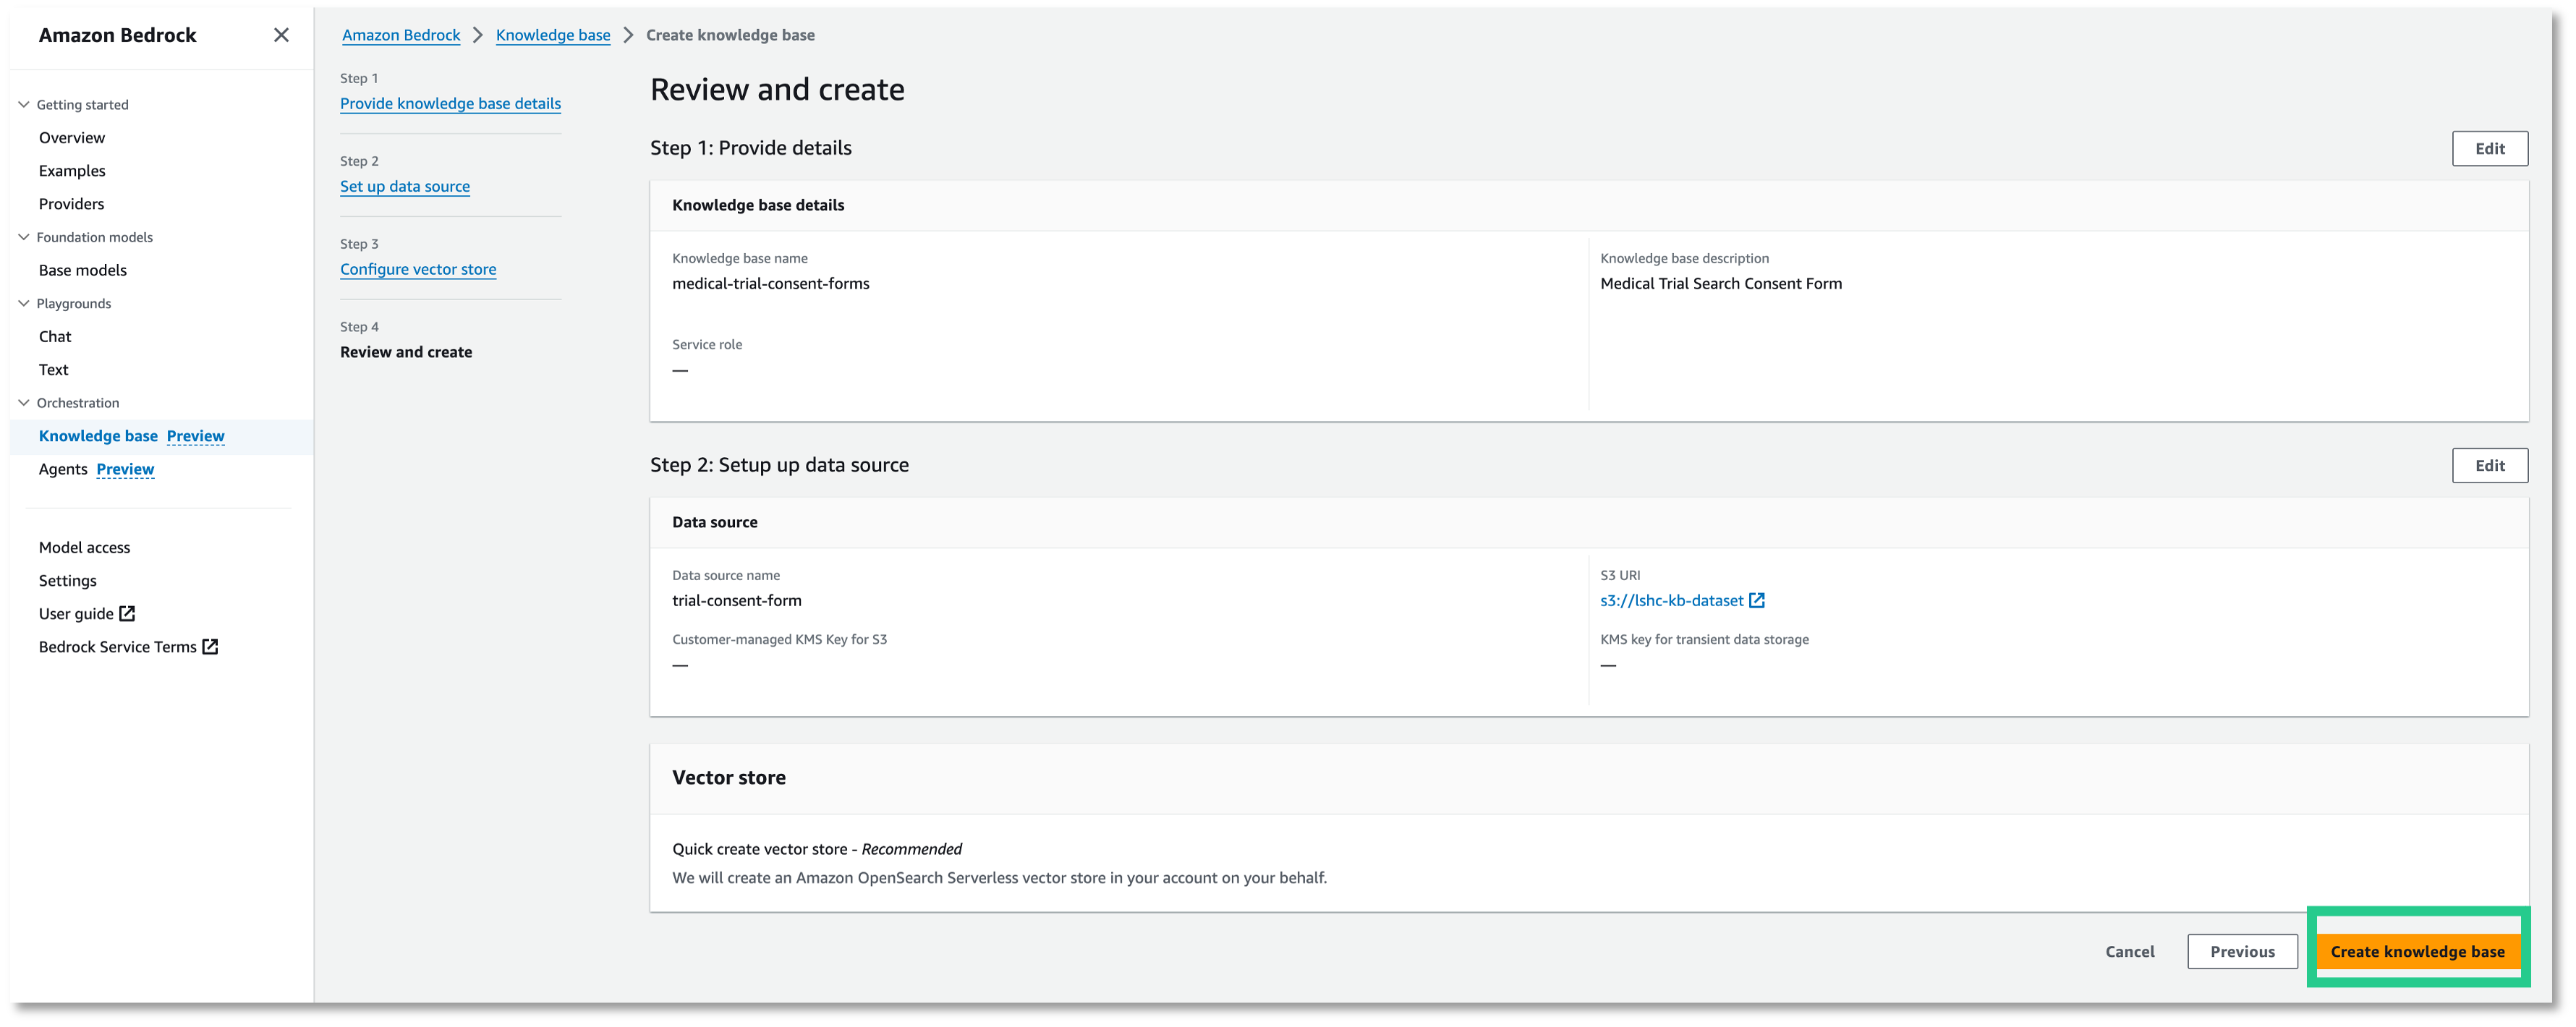 Amazon Bedrock
Getting started
Overview
Examples
Providers
Foundation models
Base models
Playgrounds
Chat
Text
Orchestration
Knowledge base Preview
Agents Preview
Model access
Settings
User guide
Bedrock Service Terms
Amazon Bedrock > Knowledge base > Create knowledge base
Step 1
Provide knowledge base details
Step 2
Set up data source
Step 3
Configure vector store
Step 4
Review and create
Review and create
Step 1: Provide details
Edit
Knowledge base details
Knowledge base name
medical-trial-consent-forms
Knowledge base description
Medical Trial Search Consent Form
Service role
—
Step 2: Setup up data source
Edit
Data source
Data source name
trial-consent-form
S3 URI
s3://lshc-kb-dataset
Customer-managed KMS Key for S3
—
KMS key for transient data storage
—
Vector store
Quick create vector store - Recommended
We will create an Amazon OpenSearch Serverless vector store in your account on your behalf.
Cancel
Previous
Create knowledge base